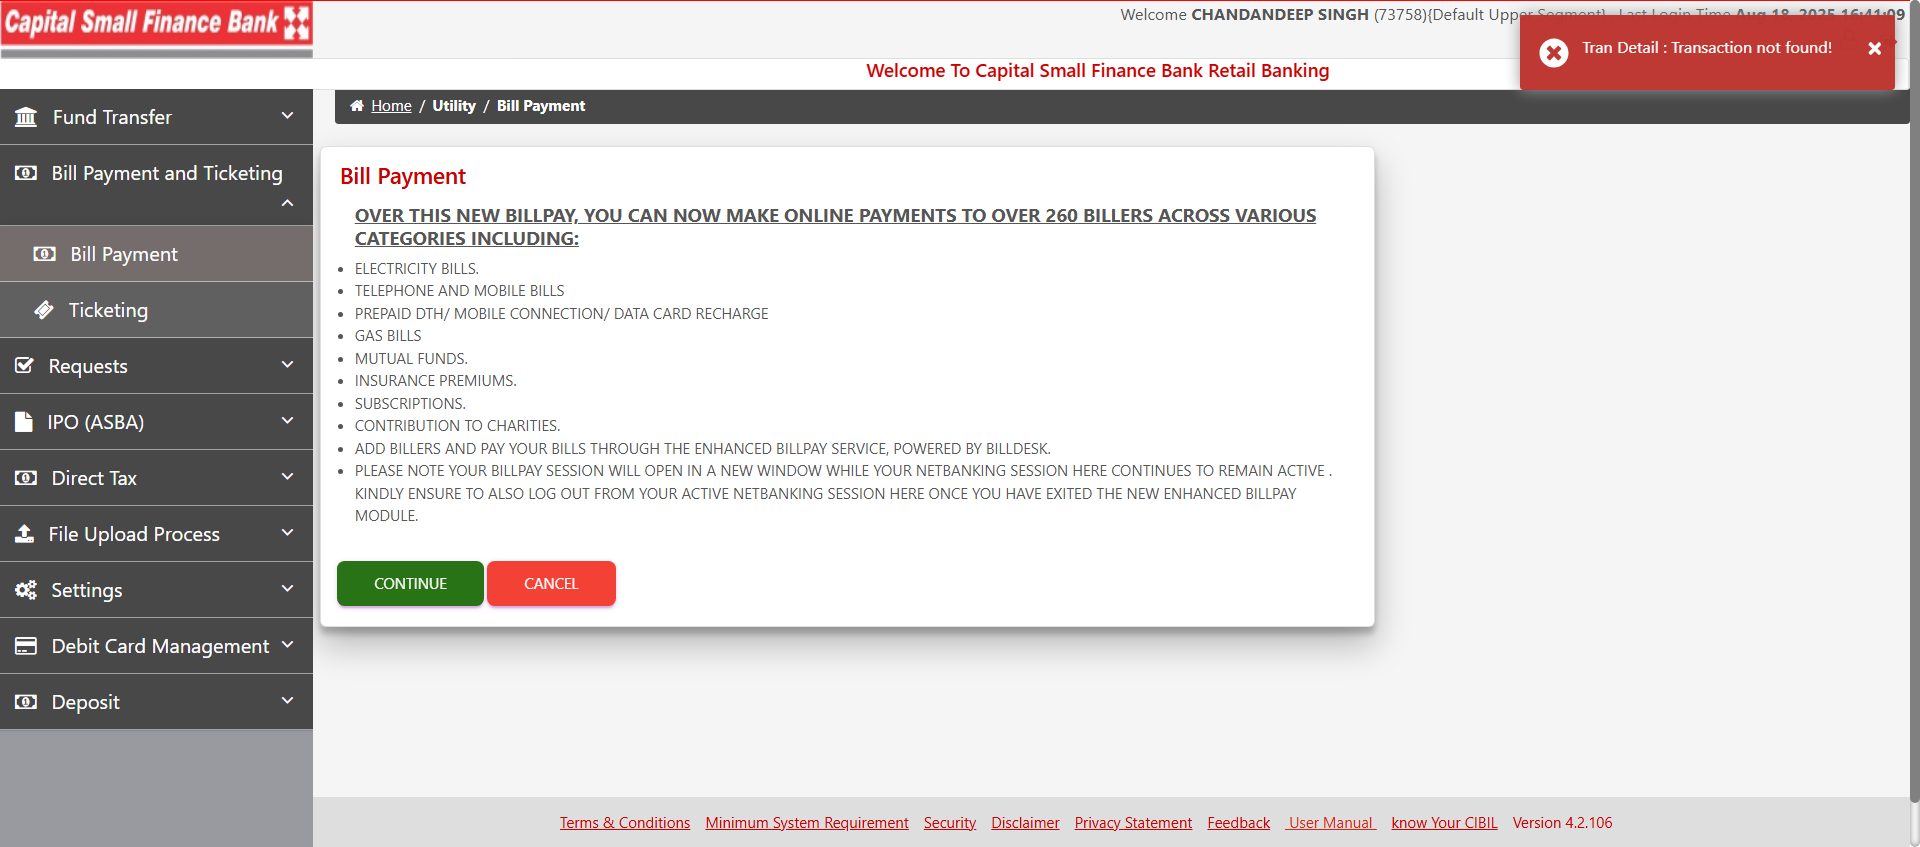 Capital Small Finance Bank
Welcome CHANDANDEEP SINGH (73758){Default Upper Segment} Last Login Time Aug 18, 2025 16:41:09
Tran Detail : Transaction not found!
Welcome To Capital Small Finance Bank Retail Banking
Home / Utility / Bill Payment
Fund Transfer
Bill Payment and Ticketing
Bill Payment
Ticketing
Requests
IPO (ASBA)
Direct Tax
File Upload Process
Settings
Debit Card Management
Deposit
Bill Payment
OVER THIS NEW BILLPAY, YOU CAN NOW MAKE ONLINE PAYMENTS TO OVER 260 BILLERS ACROSS VARIOUS
CATEGORIES INCLUDING:
ELECTRICITY BILLS.
TELEPHONE AND MOBILE BILLS
PREPAID DTH/ MOBILE CONNECTION/ DATA CARD RECHARGE
GAS BILLS
MUTUAL FUNDS.
INSURANCE PREMIUMS.
SUBSCRIPTIONS.
CONTRIBUTION TO CHARITIES.
ADD BILLERS AND PAY YOUR BILLS THROUGH THE ENHANCED BILLPAY SERVICE, POWERED BY BILLDESK.
PLEASE NOTE YOUR BILLPAY SESSION WILL OPEN IN A NEW WINDOW WHILE YOUR NETBANKING SESSION HERE CONTINUES TO REMAIN ACTIVE .
KINDLY ENSURE TO ALSO LOG OUT FROM YOUR ACTIVE NETBANKING SESSION HERE ONCE YOU HAVE EXITED THE NEW ENHANCED BILLPAY
MODULE.
CONTINUE CANCEL
Terms & Conditions Minimum System Requirement Security Disclaimer Privacy Statement Feedback User Manual know Your CIBIL Version 4.2.106